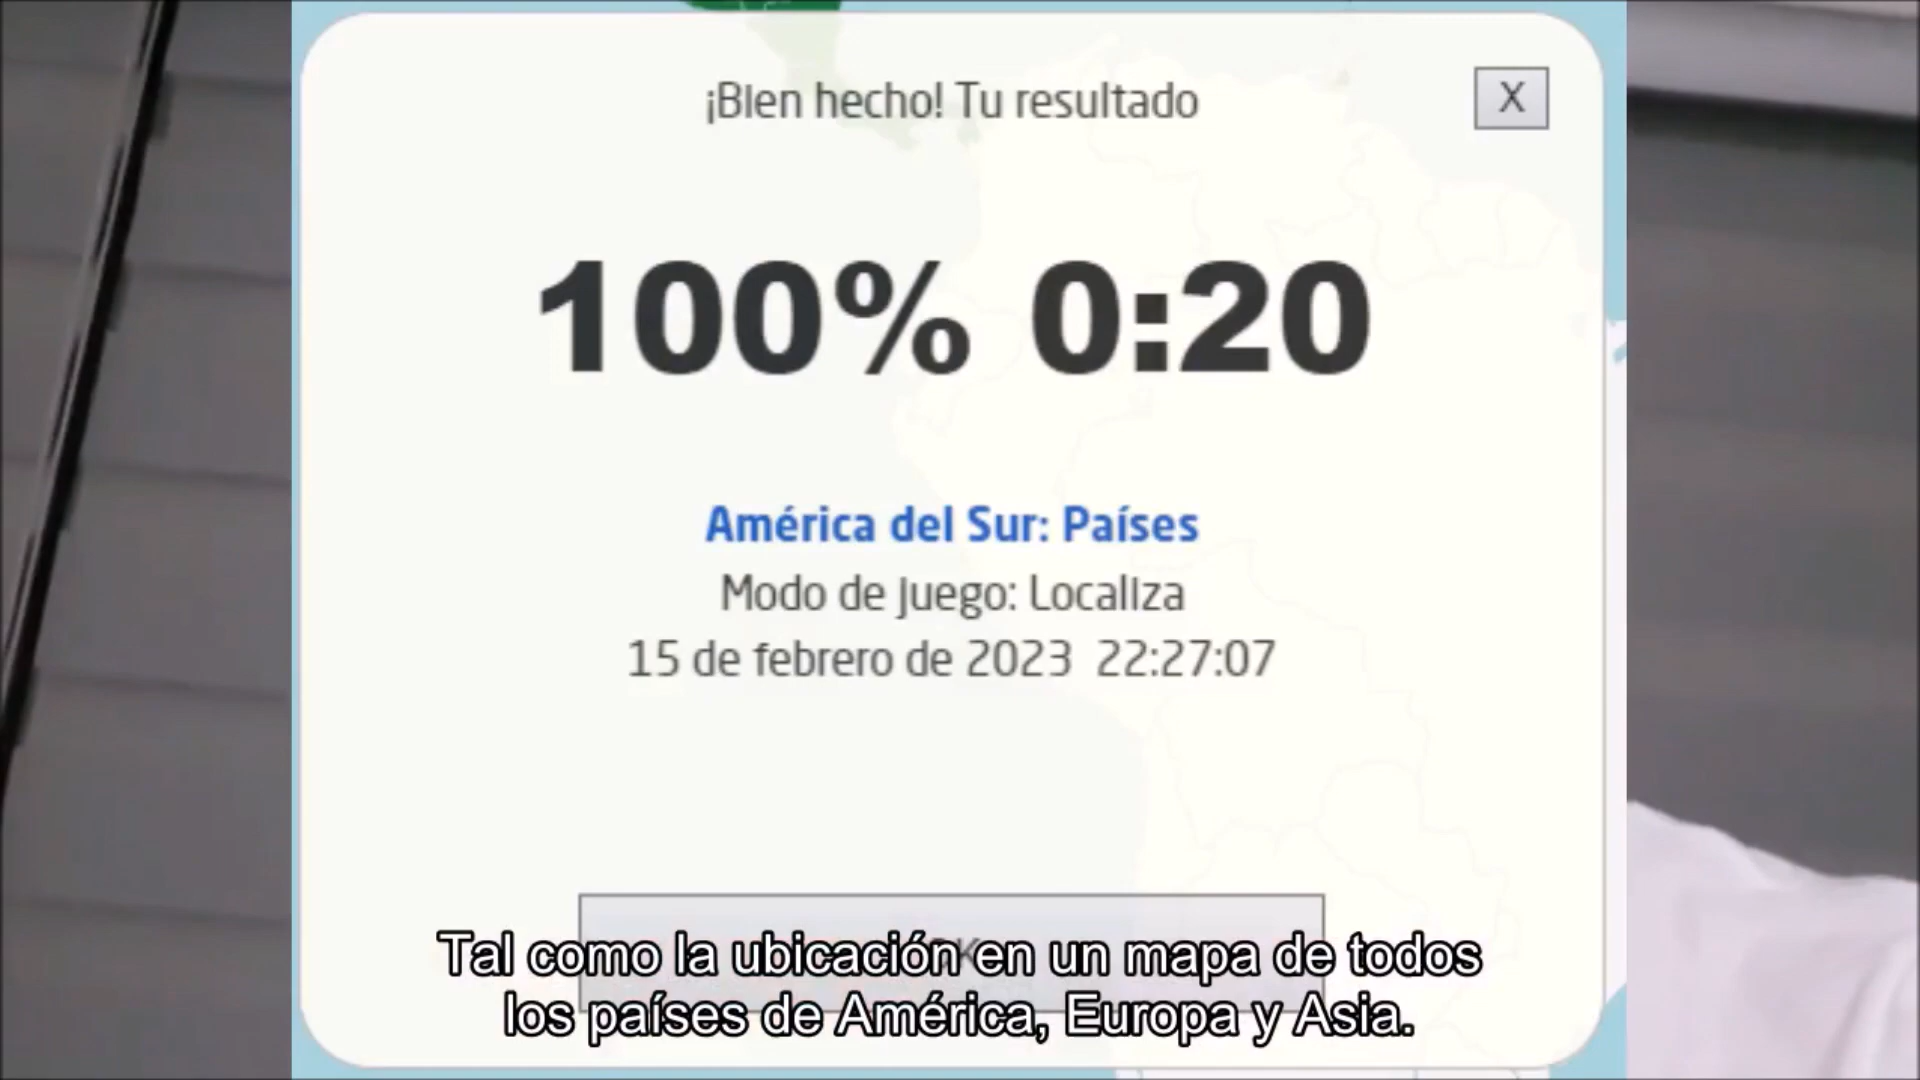 ¡Bien hecho! Tu resultado
X
100% 0:20
América del Sur: Países
Modo de juego: Localiza
15 de febrero de 2023 22:27:07
OK
Tal como la ubicación en un mapa de todos
los países de América, Europa y Asia.